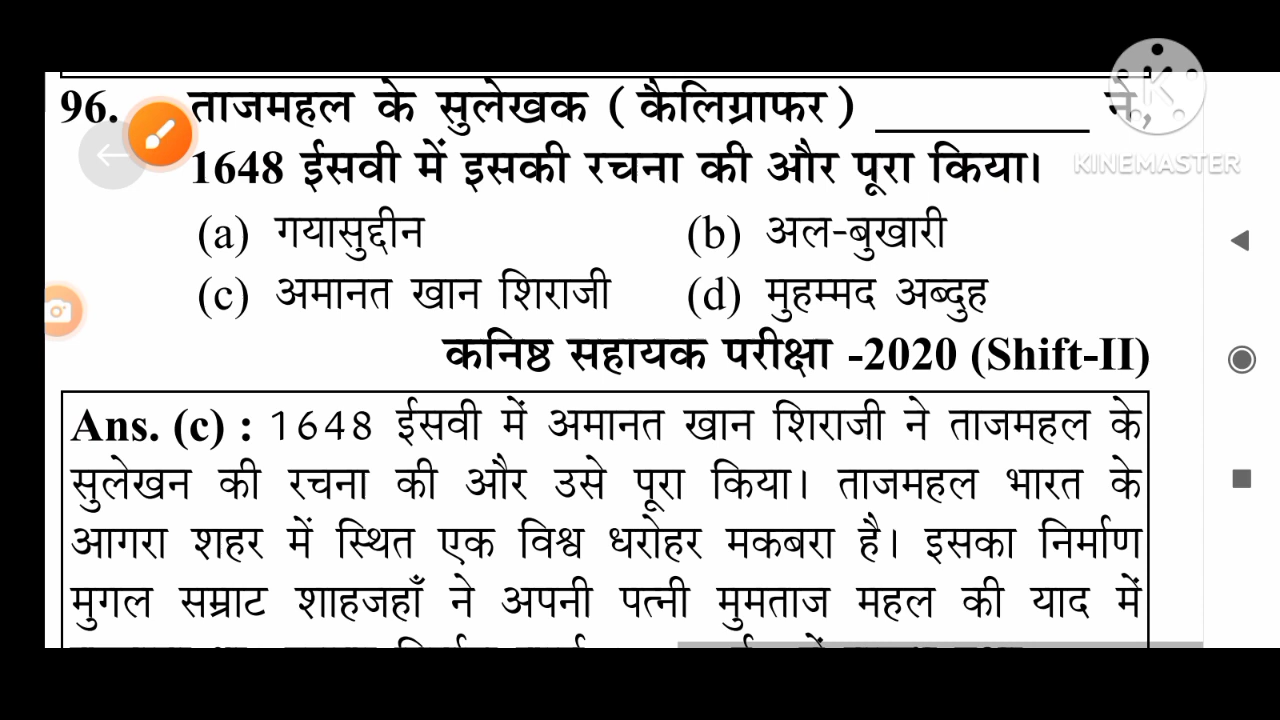 96. ताजमहल के सुलेखक (कैलिग्राफर) __________ ने,
KINEMASTER
1648 ईसवी में इसकी रचना की और पूरा किया।
(a) गयासुद्दीन (b) अल-बुखारी
(c) अमानत खान शिराजी (d) मुहम्मद अब्दुह
कनिष्ठ सहायक परीक्षा -2020 (Shift-II)
Ans. (c) : 1648 ईसवी में अमानत खान शिराजी ने ताजमहल के
सुलेखन की रचना की और उसे पूरा किया। ताजमहल भारत के
आगरा शहर में स्थित एक विश्व धरोहर मकबरा है। इसका निर्माण
मुगल सम्राट शाहजहाँ ने अपनी पत्नी मुमताज महल की याद में